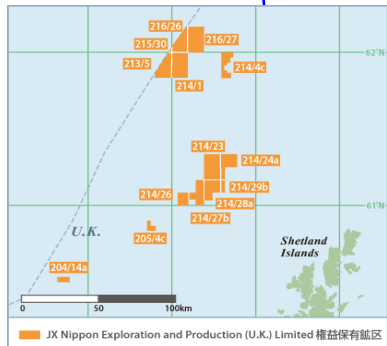 216/26
215/30
216/27
62°N
213/5
214/4c
214/1
214/23
214/24a
214/26
214/29b
214/28a
214/27b
61°N
U.K.
205/4c
Shetland
Islands
204/14a
0 50 100km
JX Nippon Exploration and Production (U.K.) Limited 権益保有鉱区